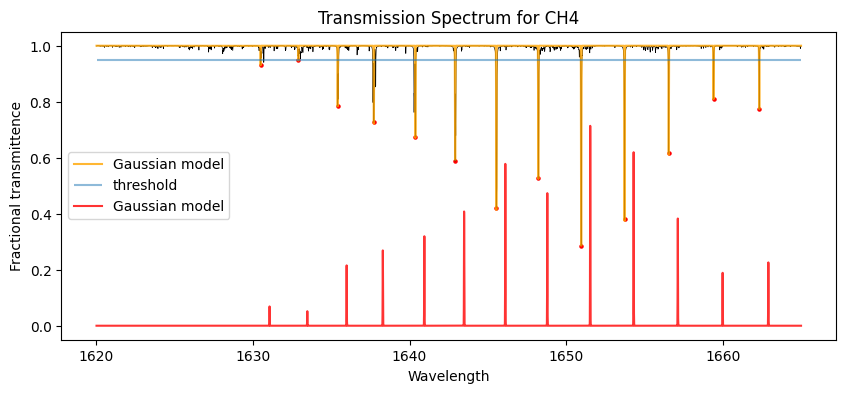 Transmission Spectrum for CH4
Fractional transmittence
1.0
0.8
0.6
0.4
0.2
0.0
Gaussian model
threshold
Gaussian model
1620
1630
1640
1650
1660
Wavelength